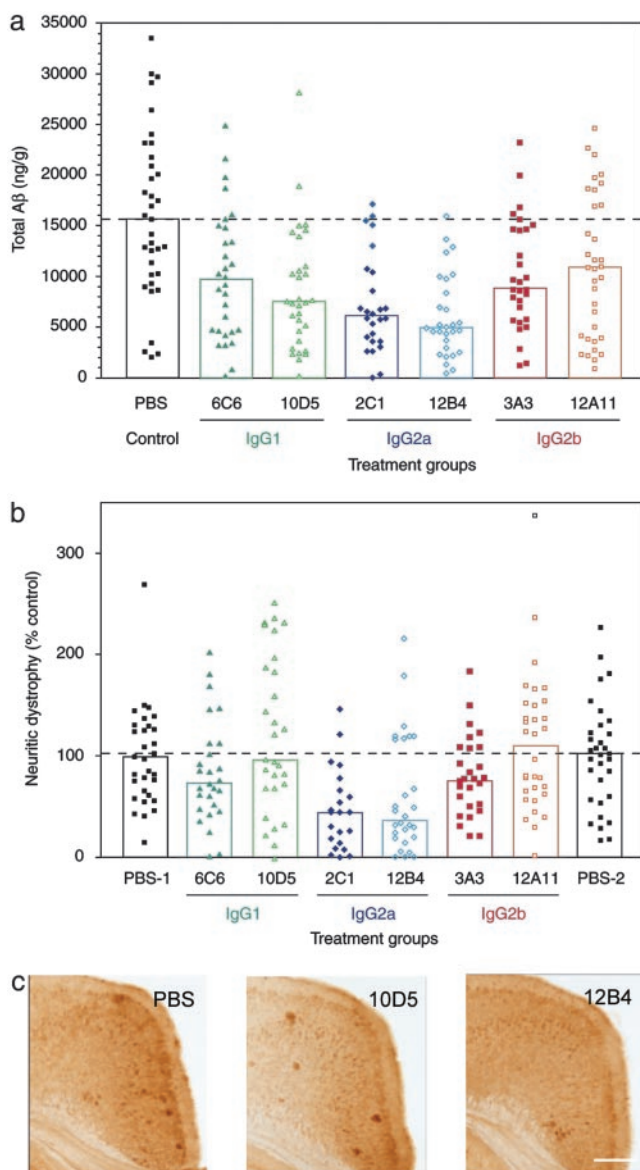 a
35000
30000
25000
20000
15000
10000
5000
0
Total Aβ (ng/g)
PBS 6C6 10D5 2C1 12B4 3A3 12A11
Control IgG1 IgG2a IgG2b
Treatment groups
b
300
200
100
0
Neuritic dystrophy (% control)
PBS-1 6C6 10D5 2C1 12B4 3A3 12A11 PBS-2
IgG1 IgG2a IgG2b
Treatment groups
c
PBS 10D5 12B4